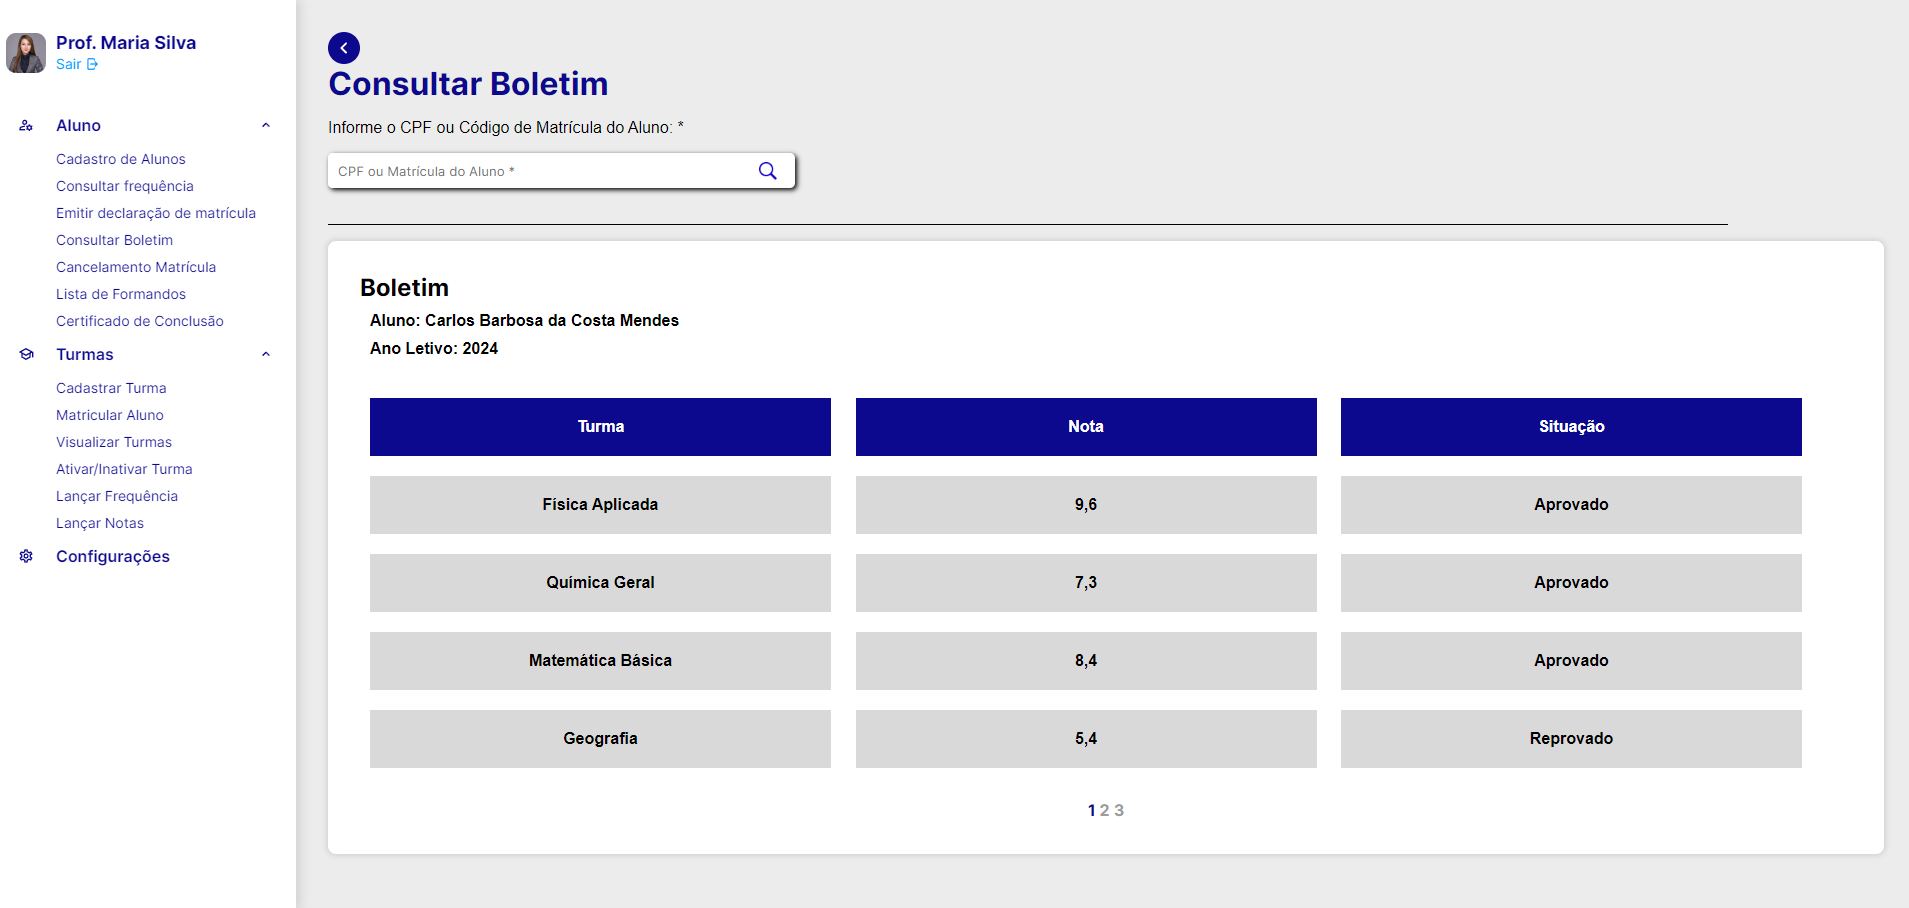 Prof. Maria Silva
Sair
Aluno
Cadastro de Alunos
Consultar frequência
Emitir declaração de matrícula
Consultar Boletim
Cancelamento Matrícula
Lista de Formandos
Certificado de Conclusão
Turmas
Cadastrar Turma
Matricular Aluno
Visualizar Turmas
Ativar/Inativar Turma
Lançar Frequência
Lançar Notas
Configurações
Consultar Boletim
Informe o CPF ou Código de Matrícula do Aluno: *
CPF ou Matrícula do Aluno *
Boletim
Aluno: Carlos Barbosa da Costa Mendes
Ano Letivo: 2024
Turma Nota Situação
Física Aplicada 9,6 Aprovado
Química Geral 7,3 Aprovado
Matemática Básica 8,4 Aprovado
Geografia 5,4 Reprovado
1 2 3